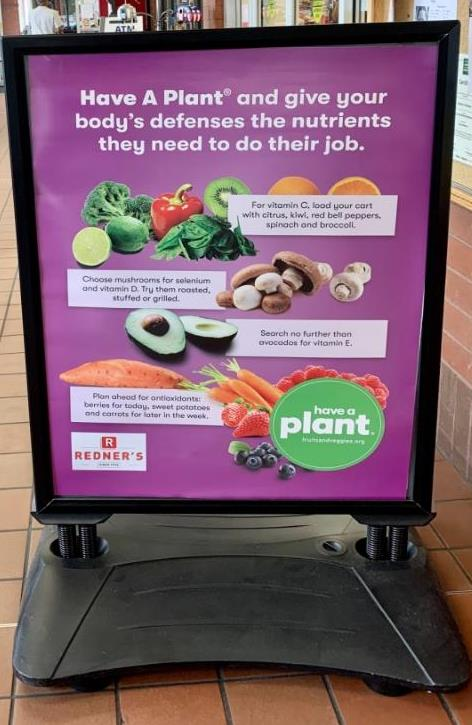 ATM
Have A Plant® and give your
body's defenses the nutrients
they need to do their job.
For vitamin C, load your cart
with citrus, kiwi, red bell peppers,
spinach and broccoli.
Choose mushrooms for selenium
and vitamin D. Try them roasted,
stuffed or grilled.
Search no further than
avocados for vitamin E.
Plan ahead for antioxidants:
berries for today, sweet potatoes
and carrots for later in the week.
have a
plant.
fruitsandveggies.org
R
REDNER'S